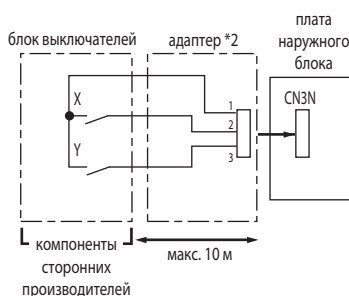 блок выключателей
адаптер *2
плата
наружного
блока
X
Y
1
2
3
CN3N
компоненты
сторонних
производителей
макс. 10 м